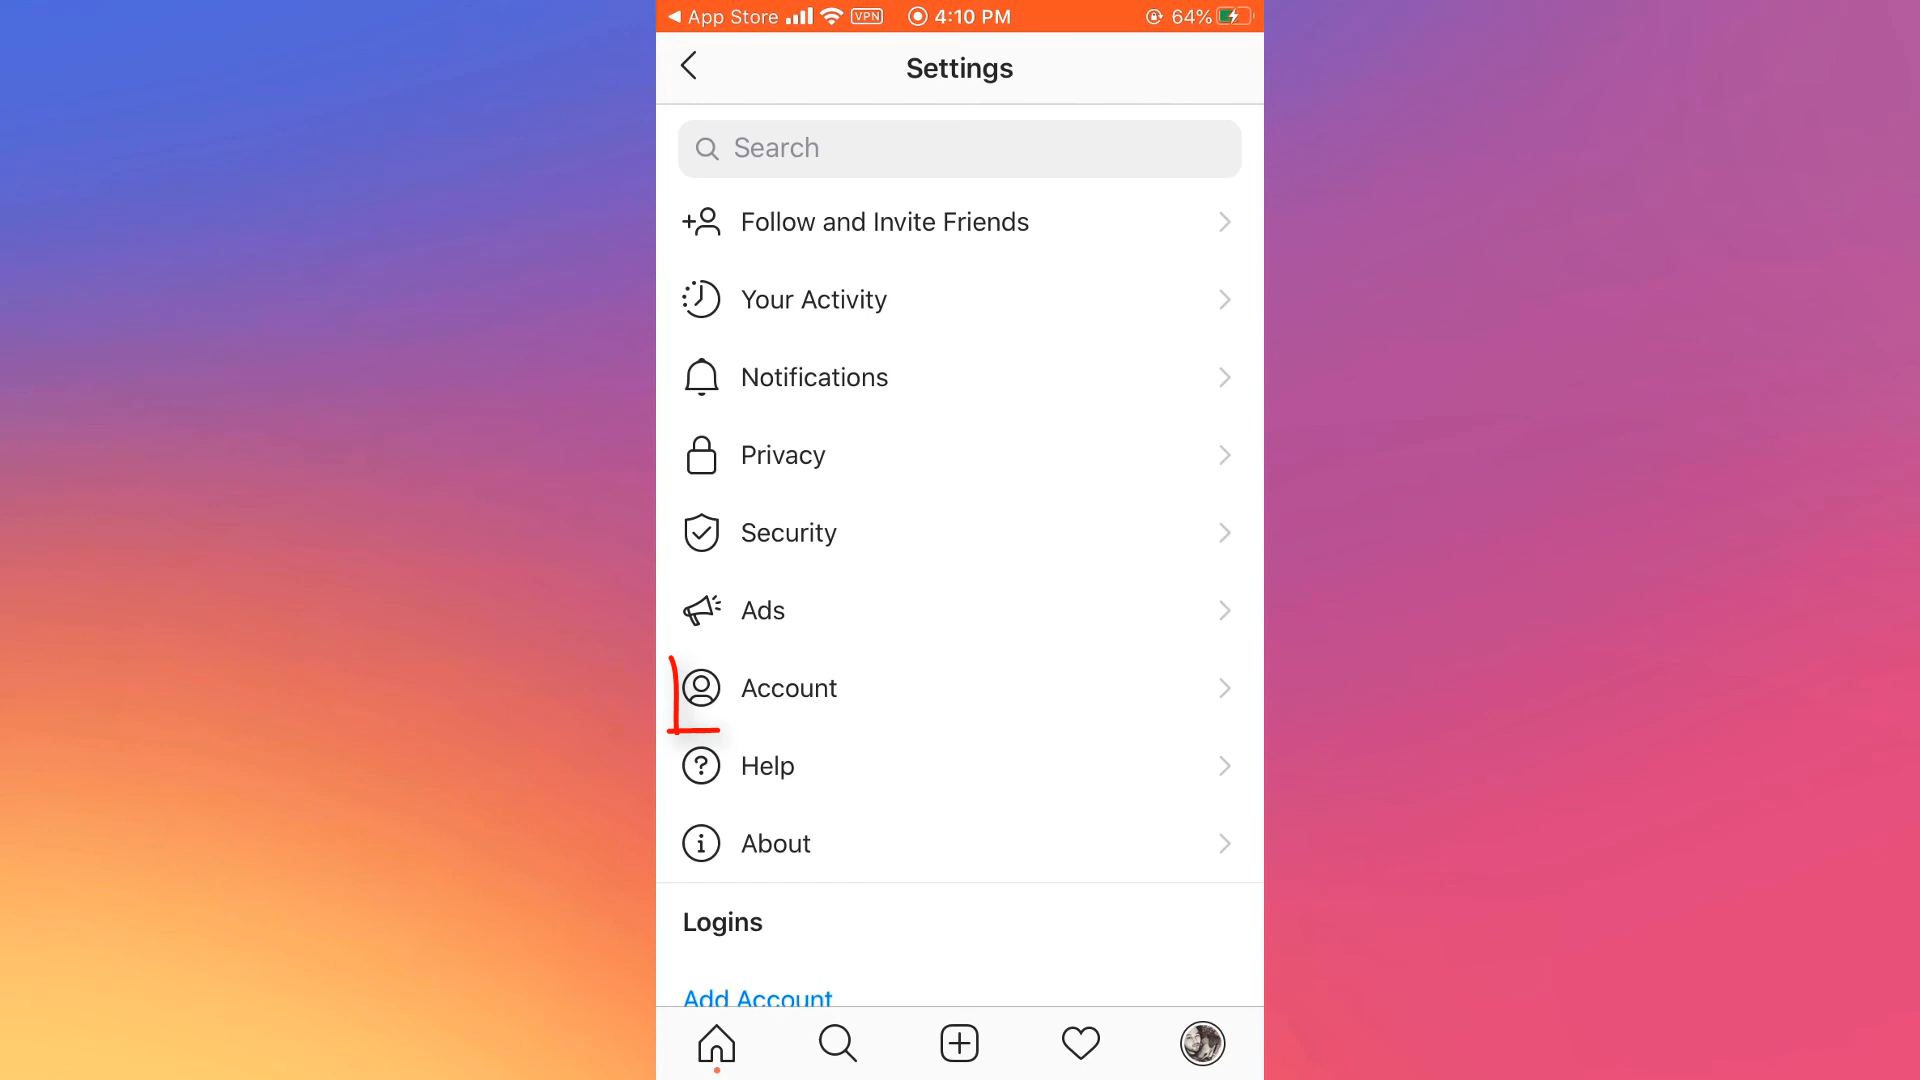 App Store VPN 4:10 PM 64%
Settings
Search
Follow and Invite Friends
Your Activity
Notifications
Privacy
Security
Ads
Account
Help
About
Logins
Add Account